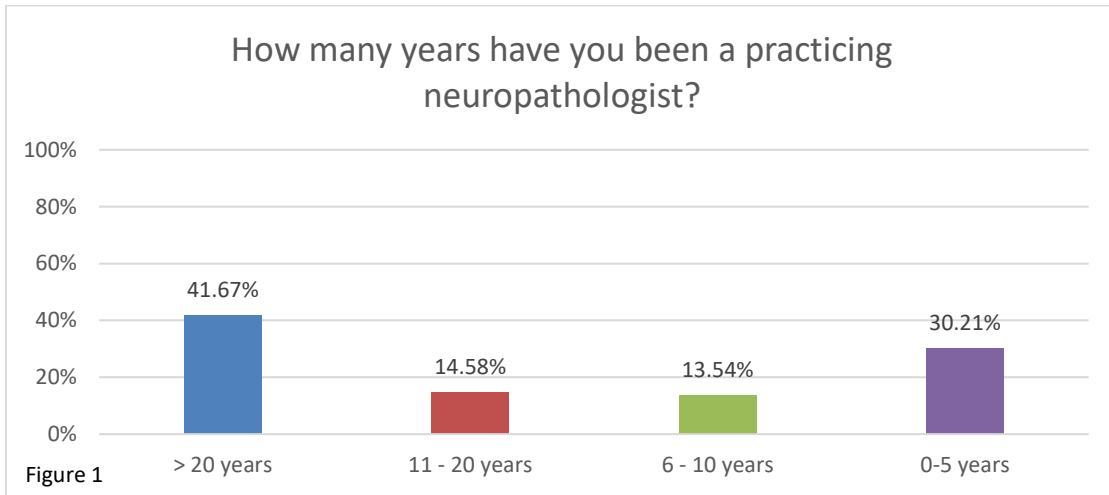 How many years have you been a practicing
neuropathologist?
100%
80%
60%
40%
20%
0%
41.67%
14.58%
13.54%
30.21%
> 20 years
11 - 20 years
6 - 10 years
0-5 years
Figure 1